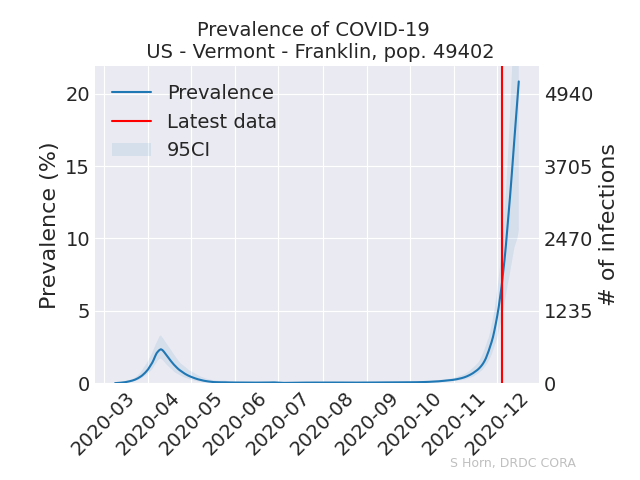 Prevalence of COVID-19
US - Vermont - Franklin, pop. 49402
Prevalence
Latest data
95CI
Prevalence (%)
20
15
10
5
0
4940
3705
2470
1235
0
# of infections
2020-03
2020-04
2020-05
2020-06
2020-07
2020-08
2020-09
2020-10
2020-11
2020-12
S Horn, DRDC CORA